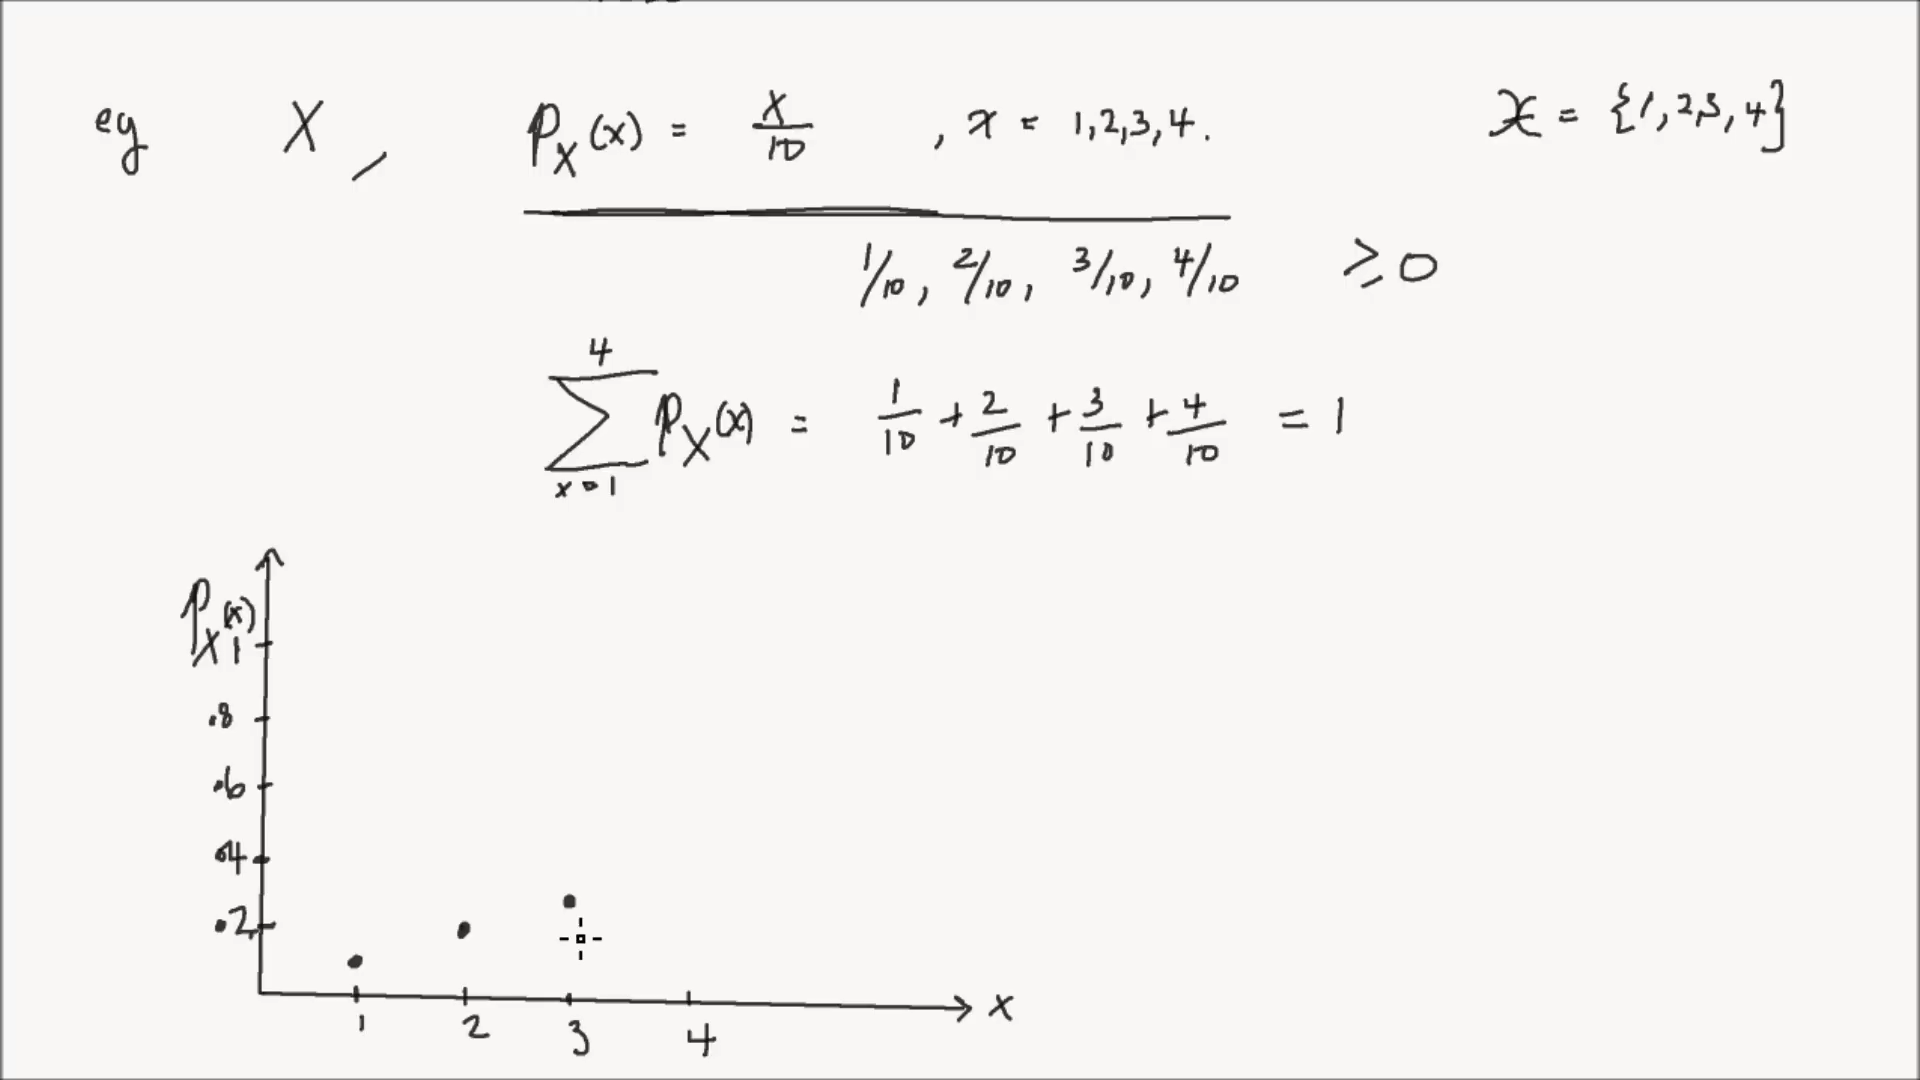 eg X, p_X(x) = x/10 , x = 1,2,3,4. 𝒳 = {1,2,3,4}
1/10, 2/10, 3/10, 4/10 ≥ 0
∑_{x=1}^{4} p_X(x) = 1/10 + 2/10 + 3/10 + 4/10 = 1
p_X(x)
1
.8
.6
.4
.2
1 2 3 4 x